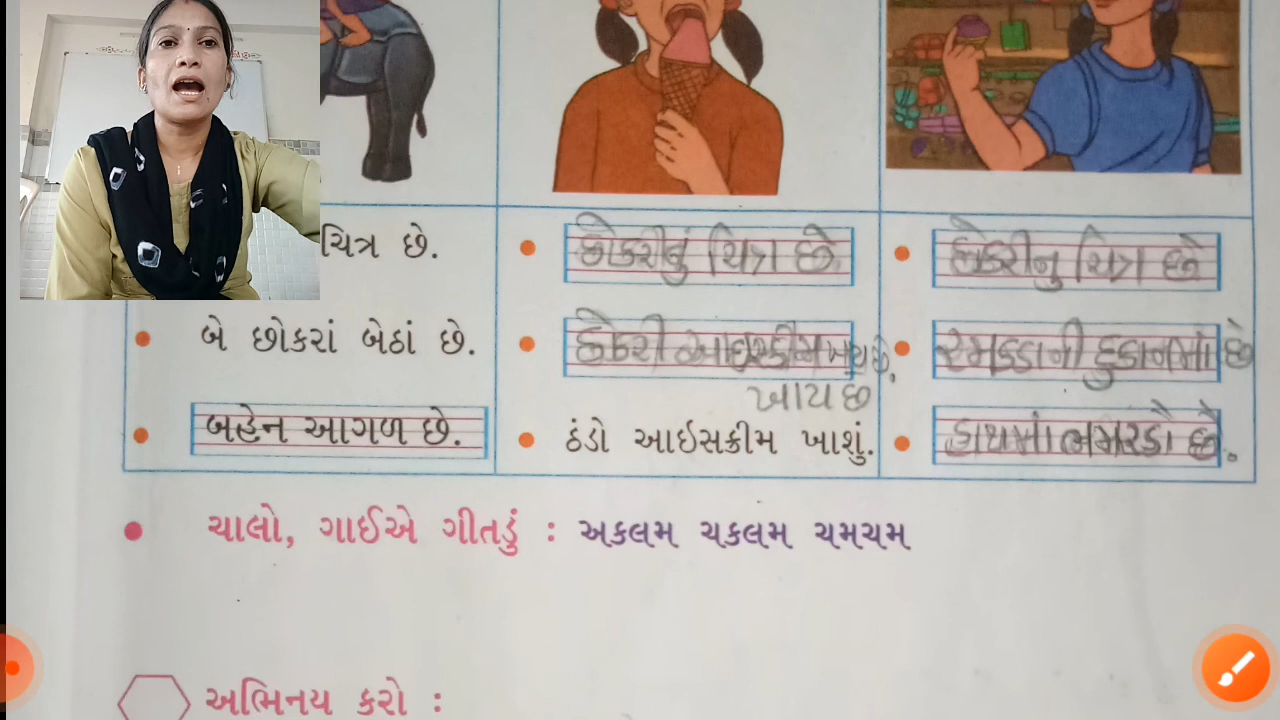 ચિત્ર છે.
બે છોકરાં બેઠાં છે.
બહેન આગળ છે.
છોકરીનું ચિત્ર છે.
છોકરી આઇસ્ક્રીમ ખાય છે.
ખાય છ
ઠંડો આઇસક્રીમ ખાશું.
છોકરીનુ ચિત્ર છે
રમકડાની દુકાનમાં છે
હાથમાં ભમરડો છે.
ચાલો, ગાઈએ ગીતડું : અકલમ ચકલમ ચમચમ
અભિનય કરો :